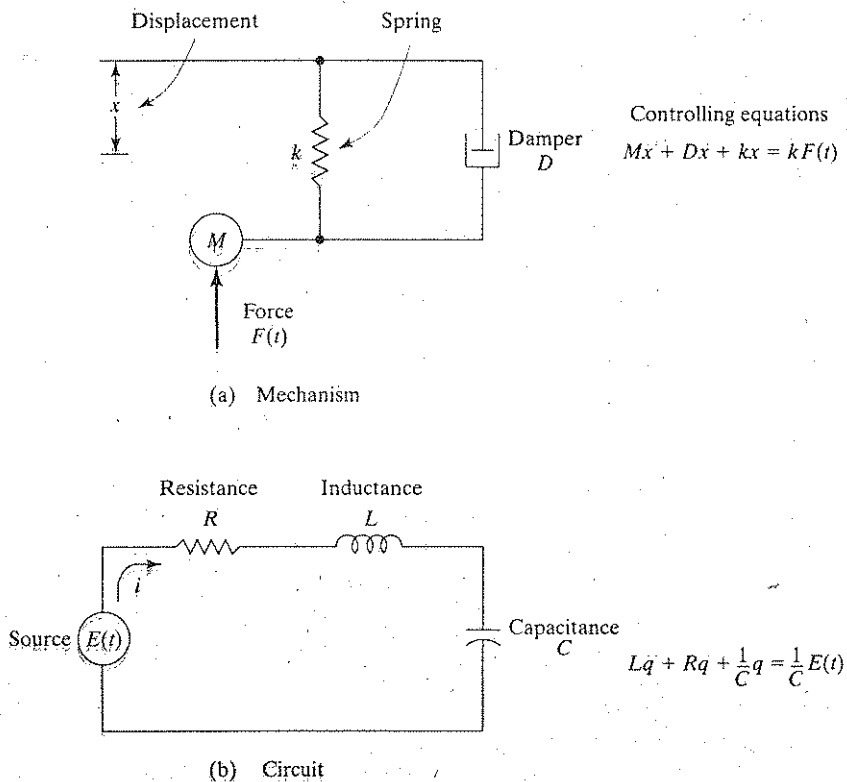 Displacement
Spring
x
k
Damper
D
Controlling equations
Mx + Dx + kx = kF(t)
M
Force
F(t)
(a) Mechanism
Resistance
R
Inductance
L
i
Source
E(t)
Capacitance
C
Lq + Rq + 1/C q = 1/C E(t)
(b) Circuit